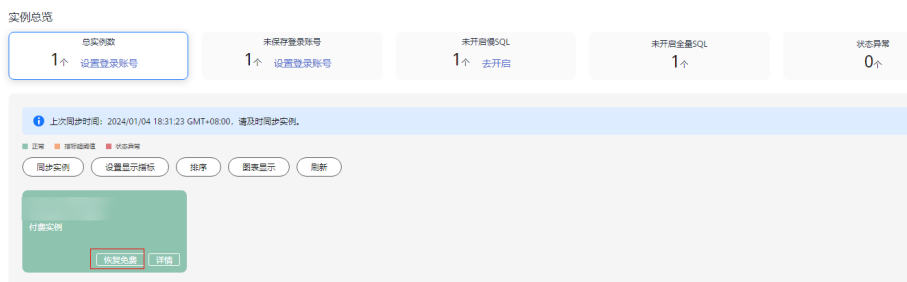 实例总览
总实例数 未保存登录账号 未开启慢SQL 未开启全量SQL 状态异常
1个 设置登录账号 1个 设置登录账号 1个 去开启 1个 0个
上次同步时间：2024/01/04 18:31:23 GMT+08:00，请及时同步实例。
正常 指标超阈值 状态异常
同步实例 设置显示指标 排序 图表显示 刷新
付费实例
恢复免费 详情